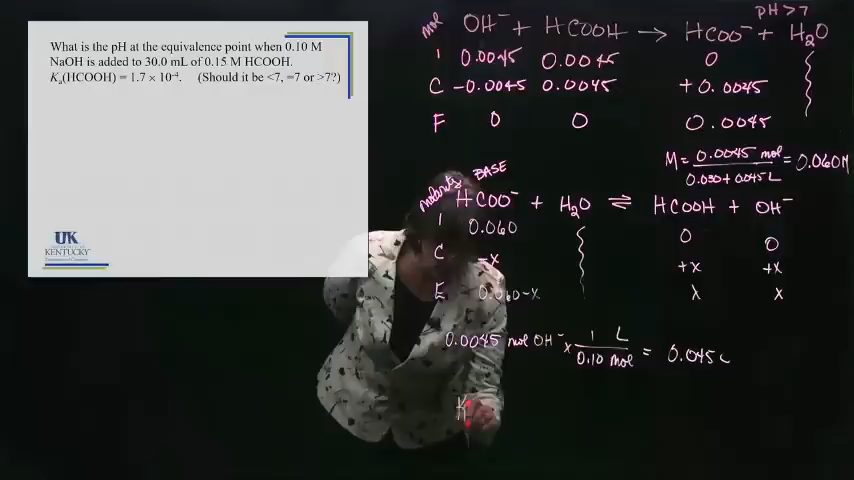 What is the pH at the equivalence point when 0.10 M
NaOH is added to 30.0 mL of 0.15 M HCOOH.
Ka(HCOOH) = 1.7 × 10⁻⁴. (Should it be <7, =7 or >7?)
UK
KENTUCKY
pH > 7
mol OH⁻ + HCOOH → HCOO⁻ + H₂O
I 0.0045 0.0045 0
C -0.0045 0.0045 +0.0045
F 0 0 0.0045
M = 0.0045 mol / 0.030 + 0.045 L = 0.060M
BASE
molarity HCOO⁻ + H₂O ⇌ HCOOH + OH⁻
I 0.060 0 0
C -x +x +x
E 0.060-x x x
0.0045 mol OH⁻ x 1 L / 0.10 mol = 0.045 L
K